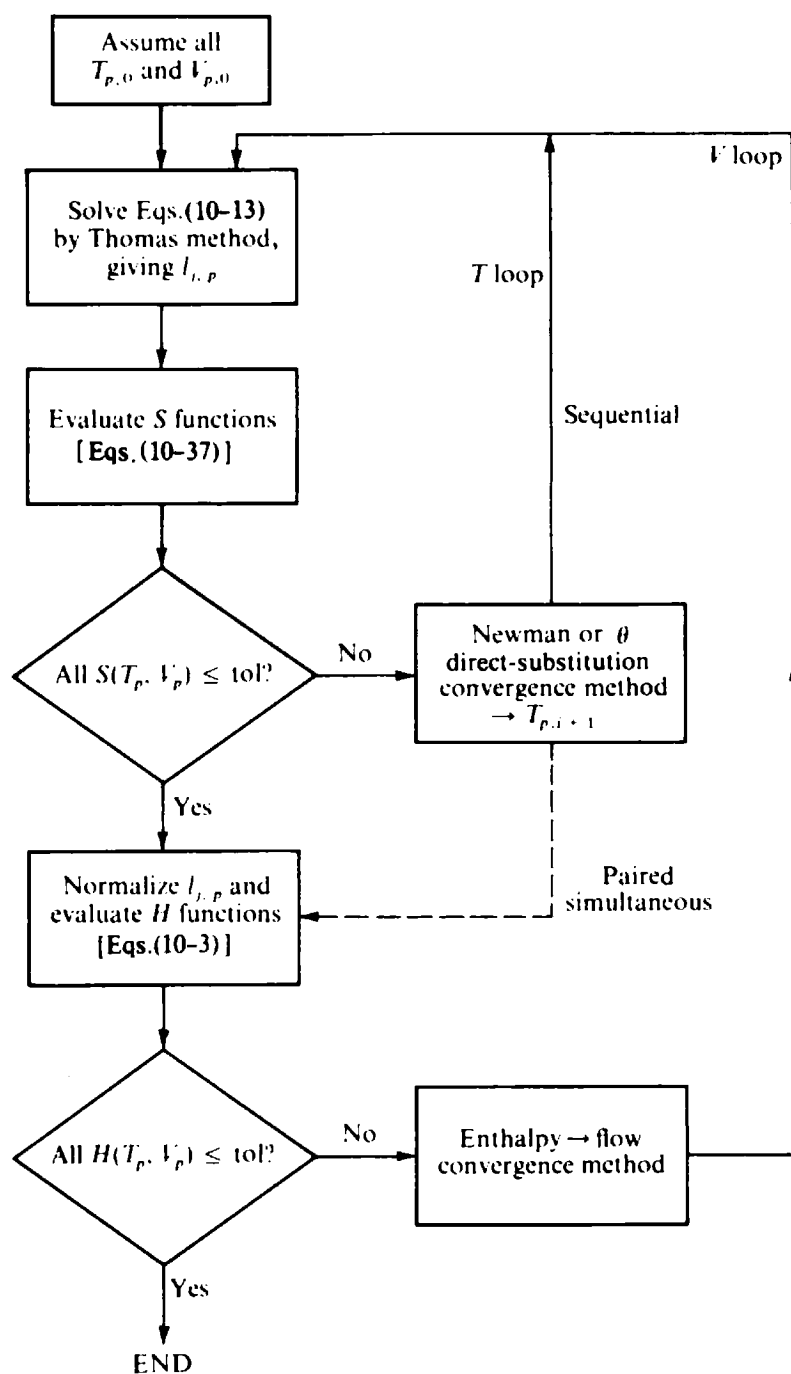 Assume all
T_{p,0} and V_{p,0}
V loop
Solve Eqs.(10–13)
by Thomas method,
giving l_{j, p}
T loop
Evaluate S functions
[Eqs.(10–37)]
Sequential
All S(T_p, V_p) ≤ tol?
No
Newman or θ
direct-substitution
convergence method
→ T_{p,i + 1}
Yes
Normalize l_{j, p} and
evaluate H functions
[Eqs.(10–3)]
Paired
simultaneous
All H(T_p, V_p) ≤ tol?
No
Enthalpy → flow
convergence method
Yes
END